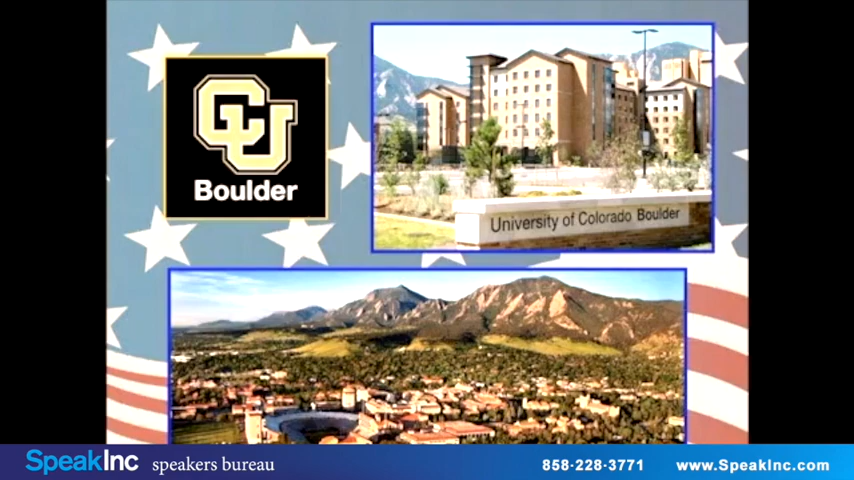 CU
Boulder
University of Colorado Boulder
SpeakInc speakers bureau
858-228-3771
www.SpeakInc.com